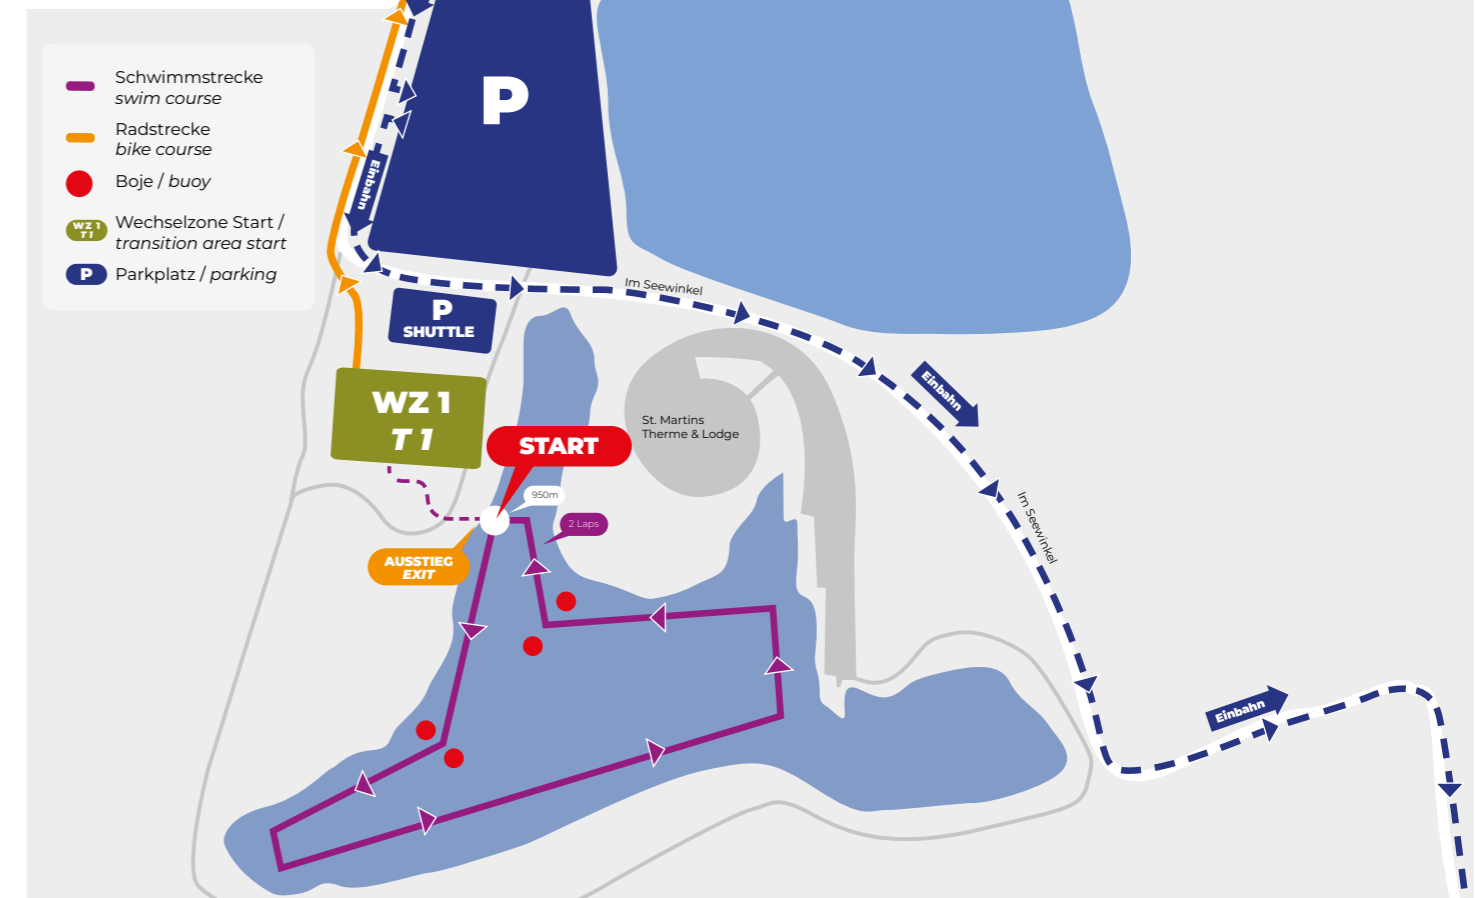 Schwimmstrecke
swim course
Radstrecke
bike course
Boje / buoy
WZ 1
T 1
Wechselzone Start /
transition area start
P
Parkplatz / parking
P
Einbahn
Im Seewinkel
P
SHUTTLE
Einbahn
WZ 1
T 1
St. Martins
Therme & Lodge
START
950m
2 Laps
Im Seewinkel
AUSSTIEG
EXIT
Einbahn